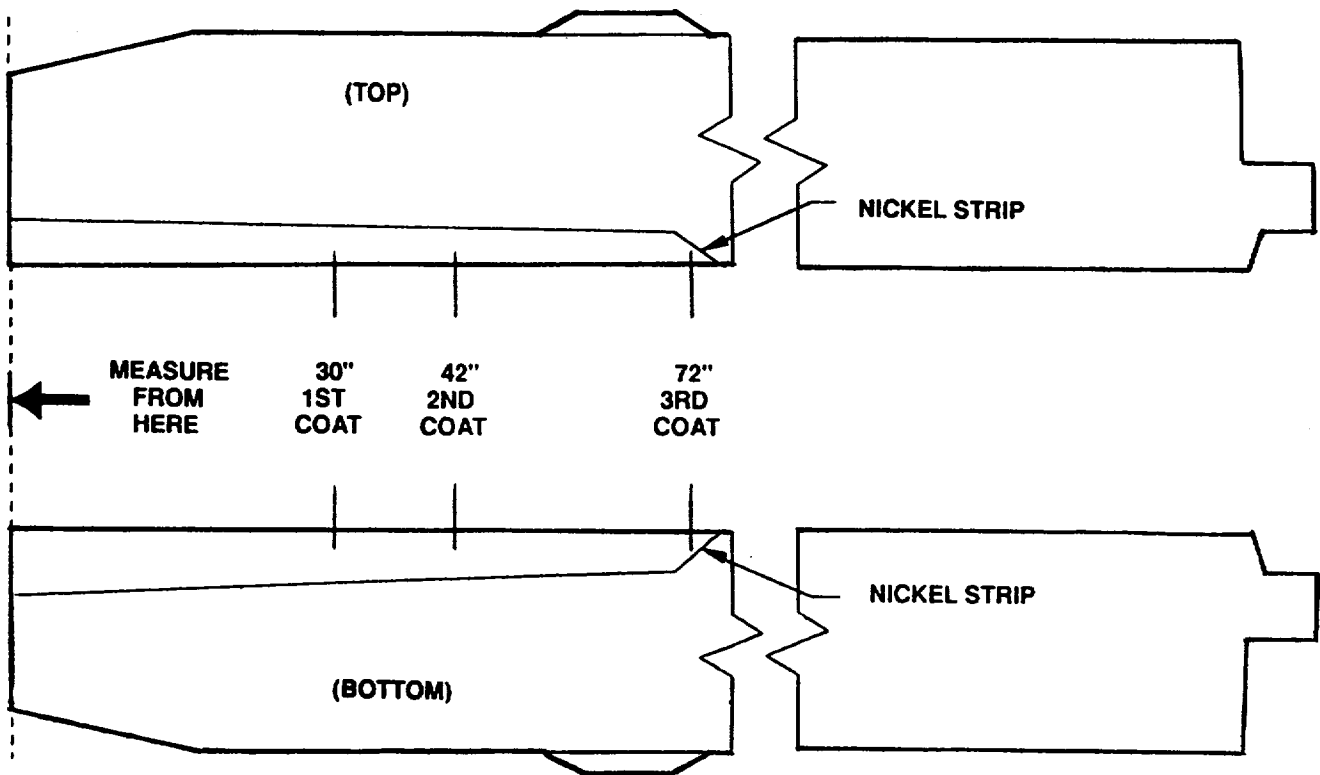 (TOP)
NICKEL STRIP
MEASURE
FROM
HERE
30"
1ST
COAT
42"
2ND
COAT
72"
3RD
COAT
NICKEL STRIP
(BOTTOM)